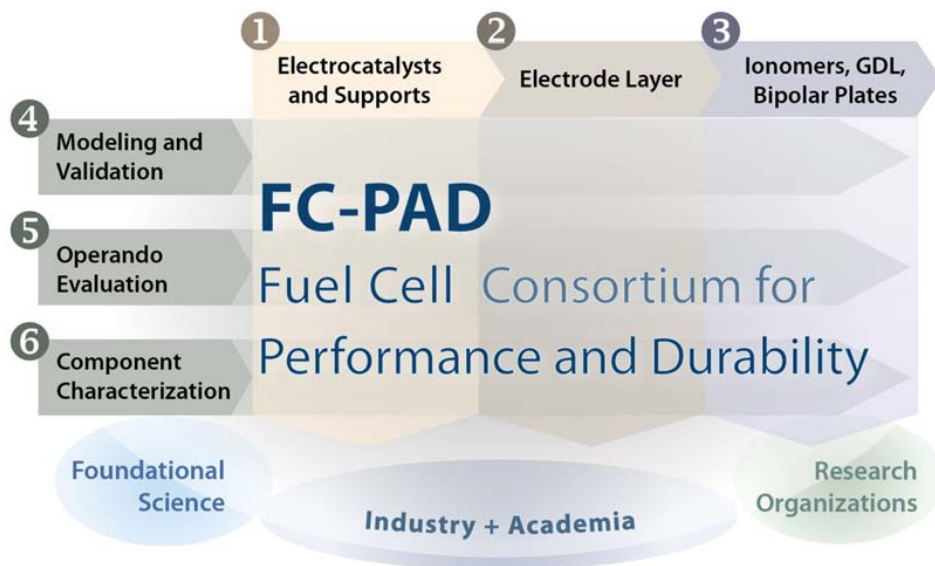 1
Electrocatalysts
and Supports
2
Electrode Layer
3
Ionomers, GDL,
Bipolar Plates
4
Modeling and
Validation
5
Operando
Evaluation
6
Component
Characterization
FC-PAD
Fuel Cell Consortium for
Performance and Durability
Foundational
Science
Industry + Academia
Research
Organizations